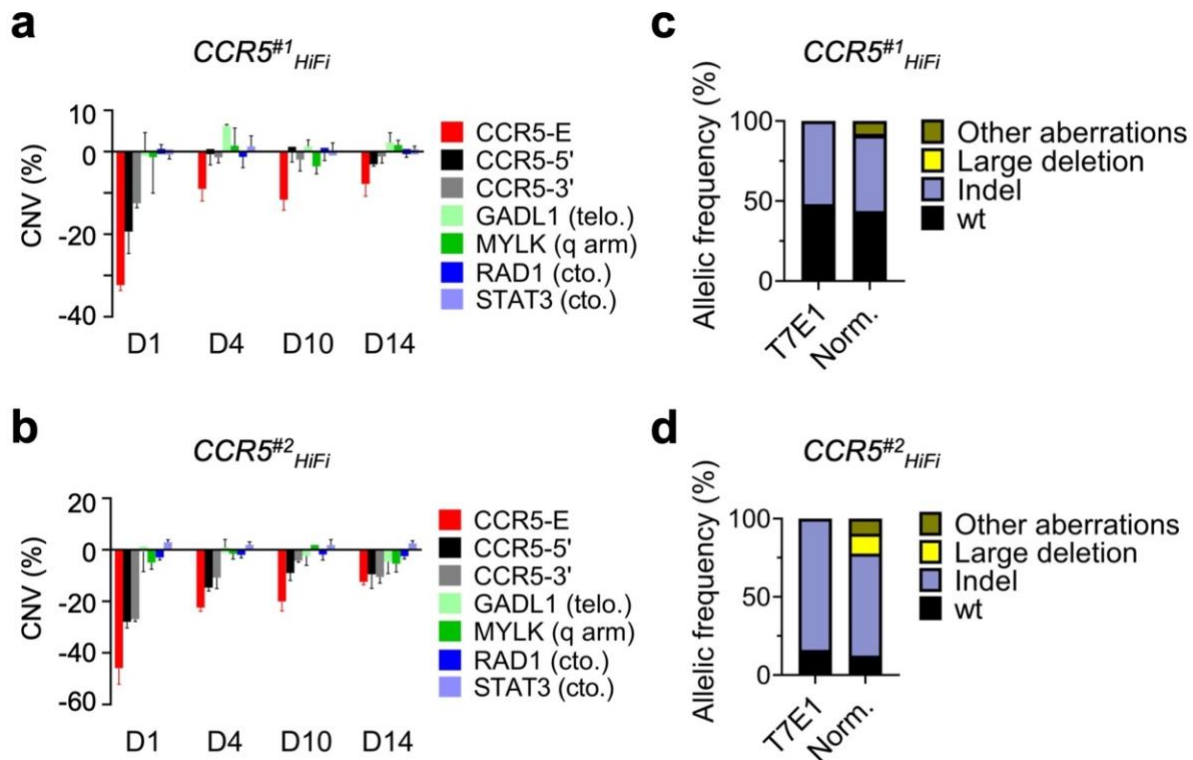 a
CCR5#1HiFi
CNV (%)
10
0
-20
-40
D1 D4 D10 D14
CCR5-E
CCR5-5'
CCR5-3'
GADL1 (telo.)
MYLK (q arm)
RAD1 (cto.)
STAT3 (cto.)
c
CCR5#1HiFi
Allelic frequency (%)
100
50
0
T7E1
Norm.
Other aberrations
Large deletion
Indel
wt
b
CCR5#2HiFi
CNV (%)
20
0
-20
-40
-60
D1 D4 D10 D14
CCR5-E
CCR5-5'
CCR5-3'
GADL1 (telo.)
MYLK (q arm)
RAD1 (cto.)
STAT3 (cto.)
d
CCR5#2HiFi
Allelic frequency (%)
100
50
0
T7E1
Norm.
Other aberrations
Large deletion
Indel
wt